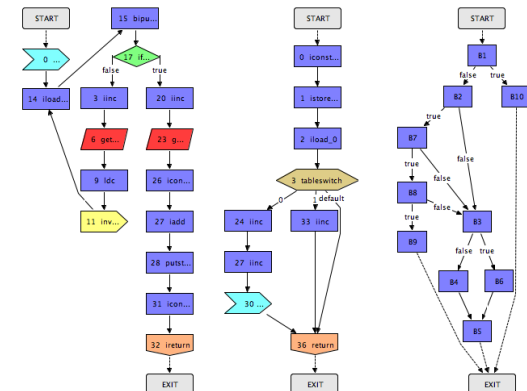 START
0 ...
14 iload...
15 bipu...
17 if...
false
true
3 iinc
6 get...
9 ldc
11 inv...
20 iinc
23 g...
26 icon...
27 iadd
28 putst...
31 icon...
32 ireturn
EXIT
START
0 iconst...
1 istore...
2 iload_0
3 tableswitch
0
1
default
24 iinc
27 iinc
30 ...
33 iinc
36 return
EXIT
START
B1
false
true
B2
B10
true
false
B7
true
false
B8
true
false
B9
B3
false
true
B4
B6
B5
EXIT